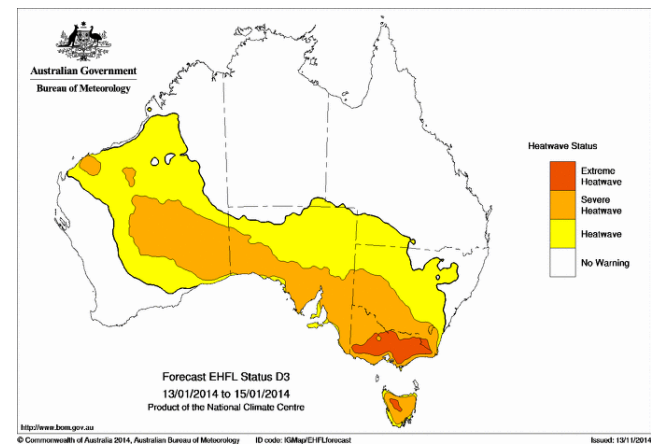 Australian Government
Bureau of Meteorology
Heatwave Status
Extreme
Heatwave
Severe
Heatwave
Heatwave
No Warning
Forecast EHFL Status D3
13/01/2014 to 15/01/2014
Product of the National Climate Centre
http://www.bom.gov.au
© Commonwealth of Australia 2014, Australian Bureau of Meteorology ID code: IGMap/EHFLforecast Issued: 13/11/2014